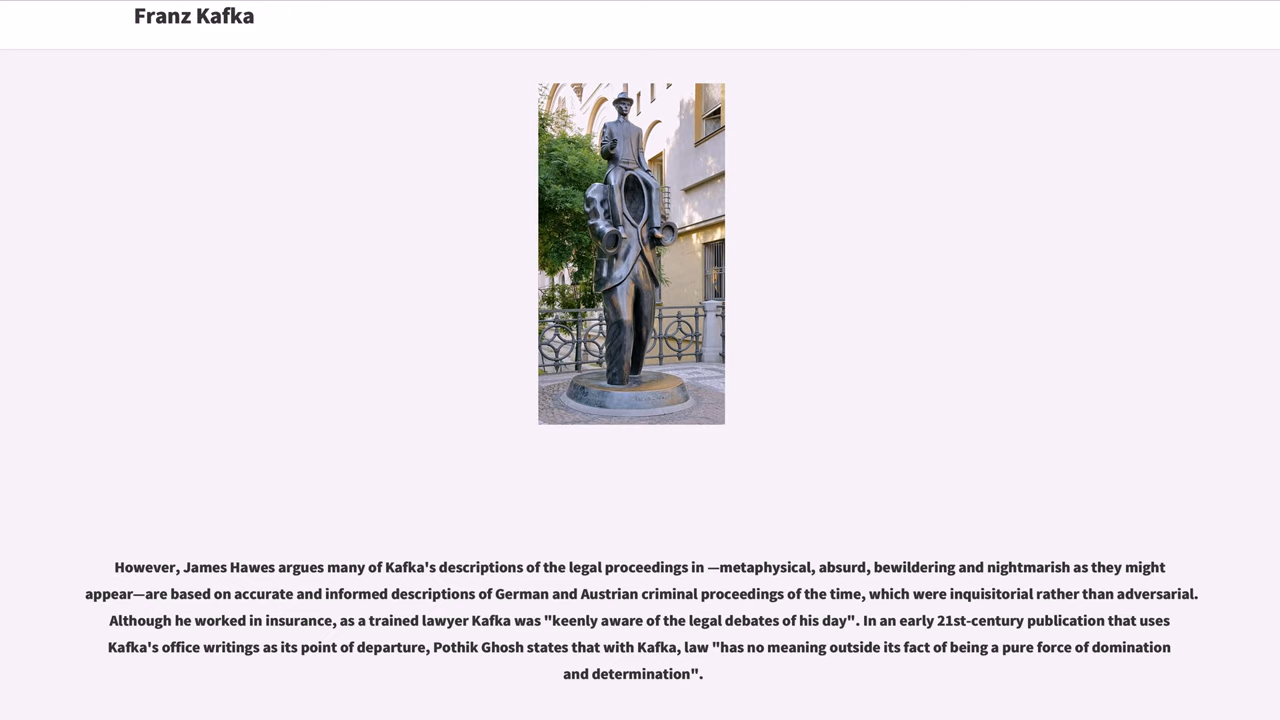 Franz Kafka
However, James Hawes argues many of Kafka's descriptions of the legal proceedings in —metaphysical, absurd, bewildering and nightmarish as they might
appear—are based on accurate and informed descriptions of German and Austrian criminal proceedings of the time, which were inquisitorial rather than adversarial.
Although he worked in insurance, as a trained lawyer Kafka was "keenly aware of the legal debates of his day". In an early 21st-century publication that uses
Kafka's office writings as its point of departure, Pothik Ghosh states that with Kafka, law "has no meaning outside its fact of being a pure force of domination
and determination".